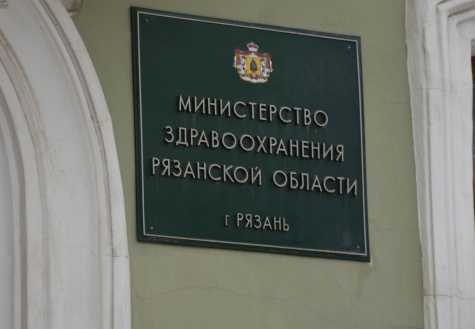 МИНИСТЕРСТВО
ЗДРАВООХРАНЕНИЯ
РЯЗАНСКОЙ ОБЛАСТИ
г. РЯЗАНЬ